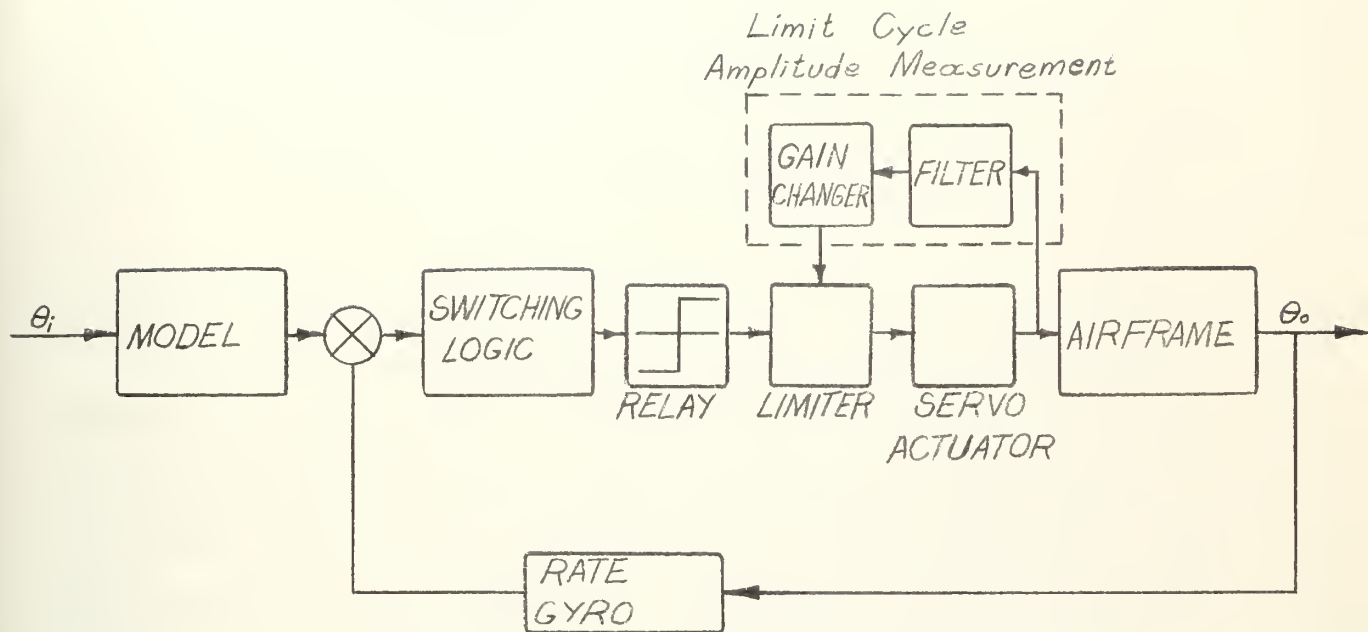 Limit Cycle
Amplitude Measurement
GAIN
CHANGER
FILTER
θi
MODEL
SWITCHING
LOGIC
RELAY
LIMITER
SERVO
ACTUATOR
AIRFRAME
θo
RATE
GYRO